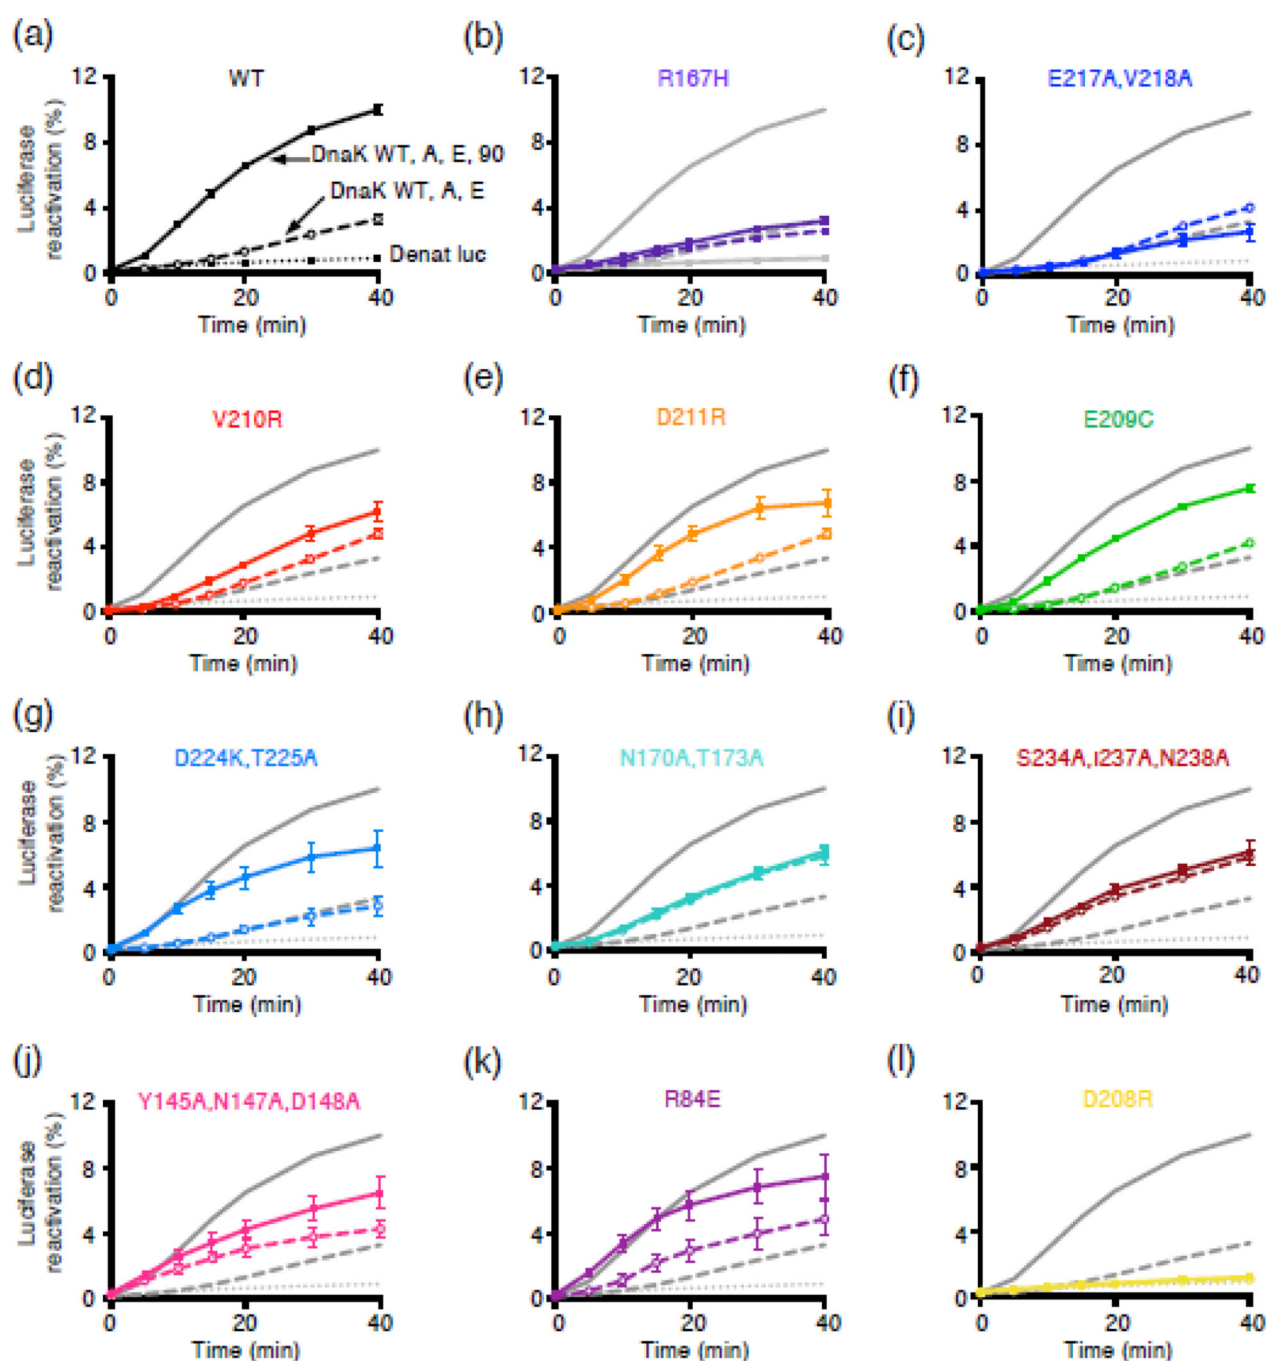 (a)
WT
Luciferase
reactivation (%)
12
8
4
0
DnaK WT, A, E, 90
DnaK WT, A, E
Denat luc
0 20 40
Time (min)
(b)
R167H
12
8
4
0
0 20 40
Time (min)
(c)
E217A,V218A
12
8
4
0
0 20 40
Time (min)
(d)
V210R
Luciferase
reactivation (%)
12
8
4
0
0 20 40
Time (min)
(e)
D211R
12
8
4
0
0 20 40
Time (min)
(f)
E209C
12
8
4
0
0 20 40
Time (min)
(g)
D224K,T225A
Luciferase
reactivation (%)
12
8
4
0
0 20 40
Time (min)
(h)
N170A,T173A
12
8
4
0
0 20 40
Time (min)
(i)
S234A,I237A,N238A
12
8
4
0
0 20 40
Time (min)
(j)
Y145A,N147A,D148A
Luciferase
reactivation (%)
12
8
4
0
0 20 40
Time (min)
(k)
R84E
12
8
4
0
0 20 40
Time (min)
(l)
D208R
12
8
4
0
0 20 40
Time (min)